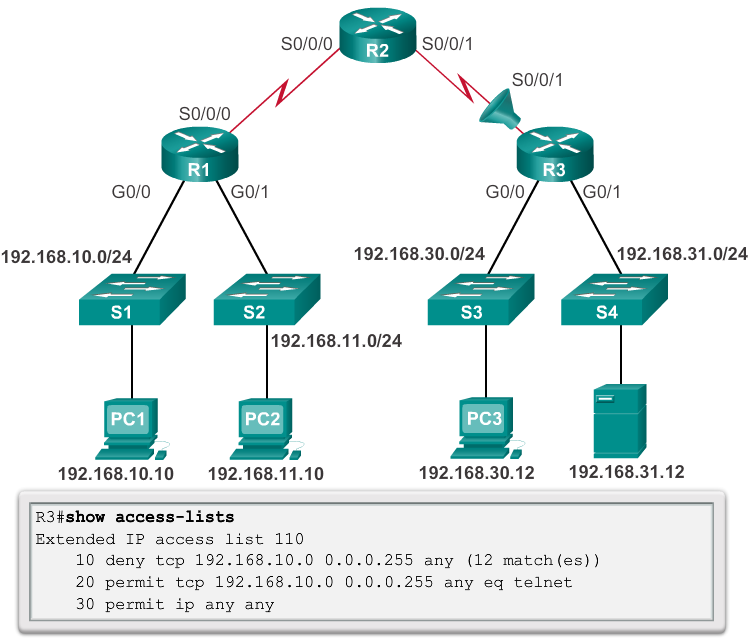 R2
S0/0/0
S0/0/1
S0/0/1
S0/0/0
R1
R3
G0/0
G0/1
G0/0
G0/1
192.168.10.0/24
192.168.30.0/24
192.168.31.0/24
S1
S2
S3
S4
192.168.11.0/24
PC1
PC2
PC3
192.168.10.10
192.168.11.10
192.168.30.12
192.168.31.12
R3#show access-lists
Extended IP access list 110
10 deny tcp 192.168.10.0 0.0.0.255 any (12 match(es))
20 permit tcp 192.168.10.0 0.0.0.255 any eq telnet
30 permit ip any any